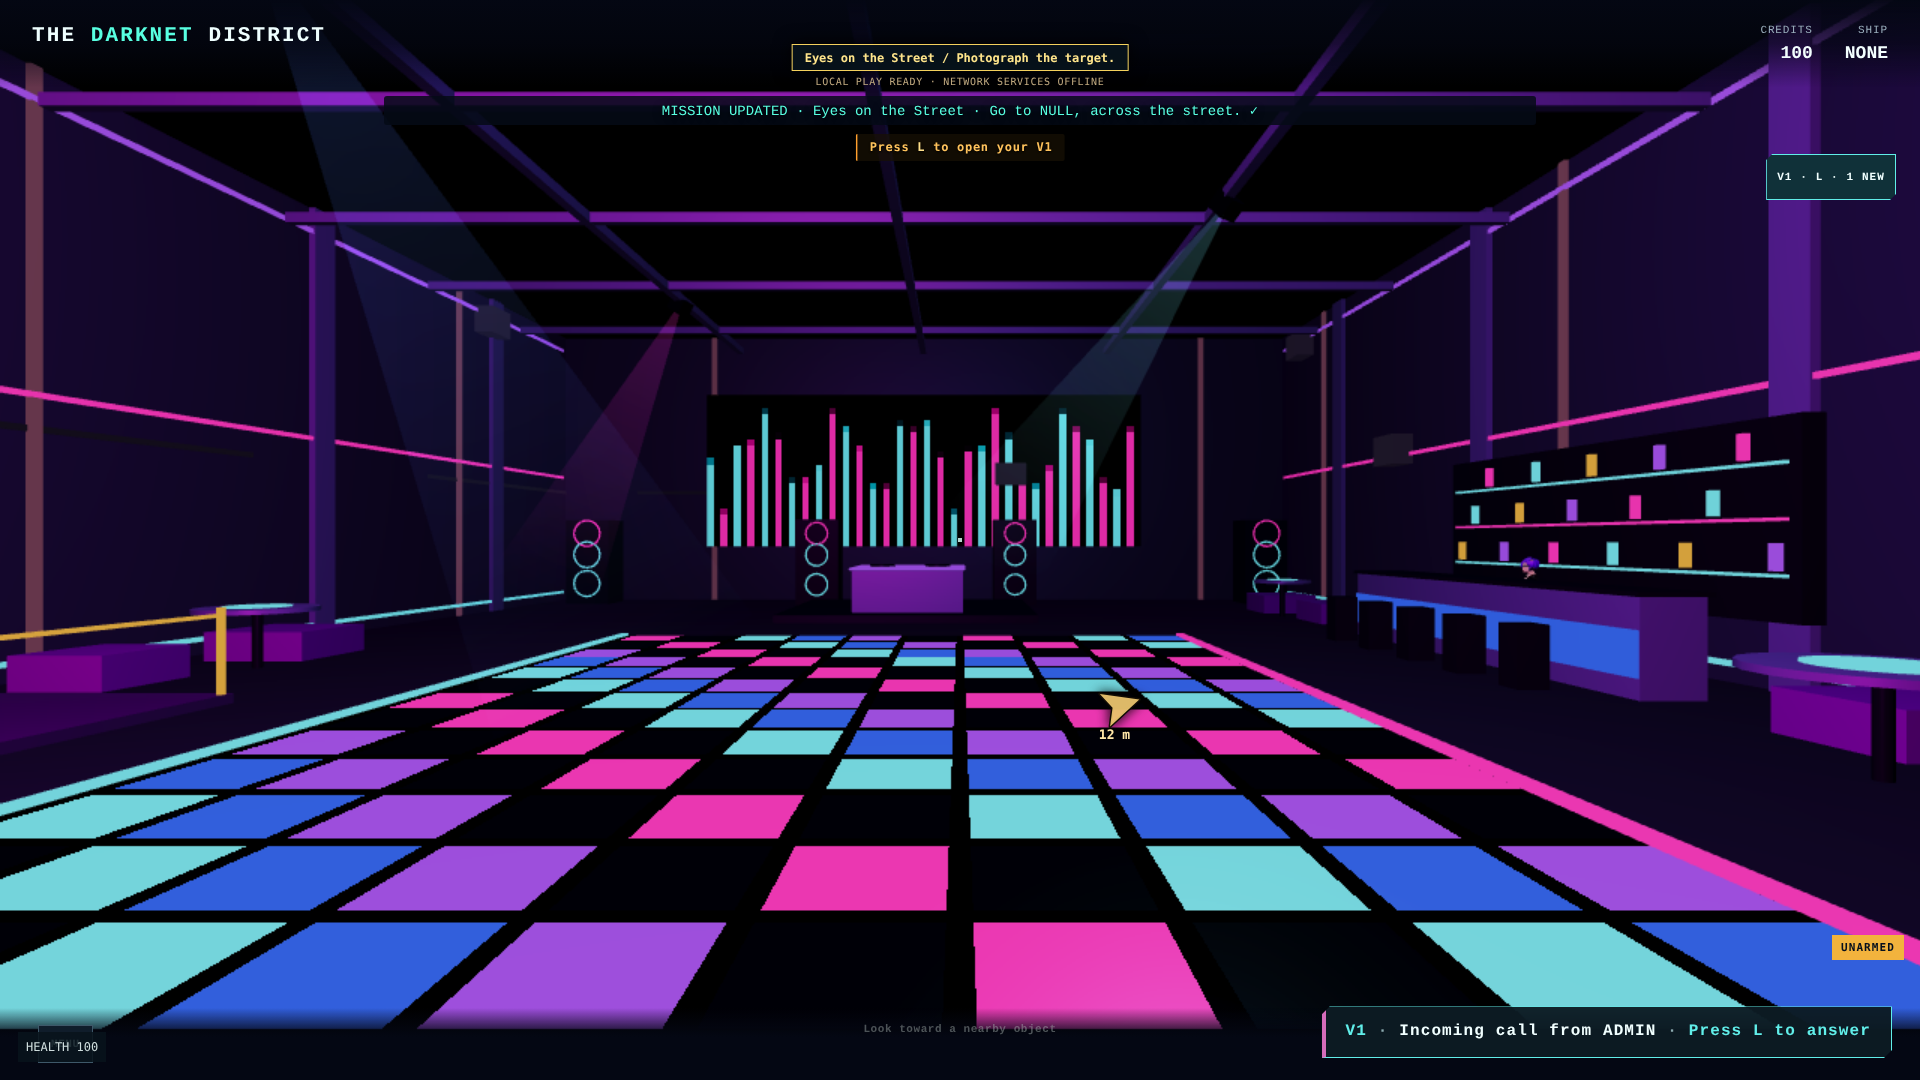 THE DARKNET DISTRICT
CREDITS
100
SHIP
NONE
Eyes on the Street / Photograph the target.
LOCAL PLAY READY · NETWORK SERVICES OFFLINE
MISSION UPDATED · Eyes on the Street · Go to NULL, across the street. ✓
Press L to open your V1
V1 · L · 1 NEW
12 m
UNARMED
Look toward a nearby object
V1 · Incoming call from ADMIN · Press L to answer
HEALTH 100